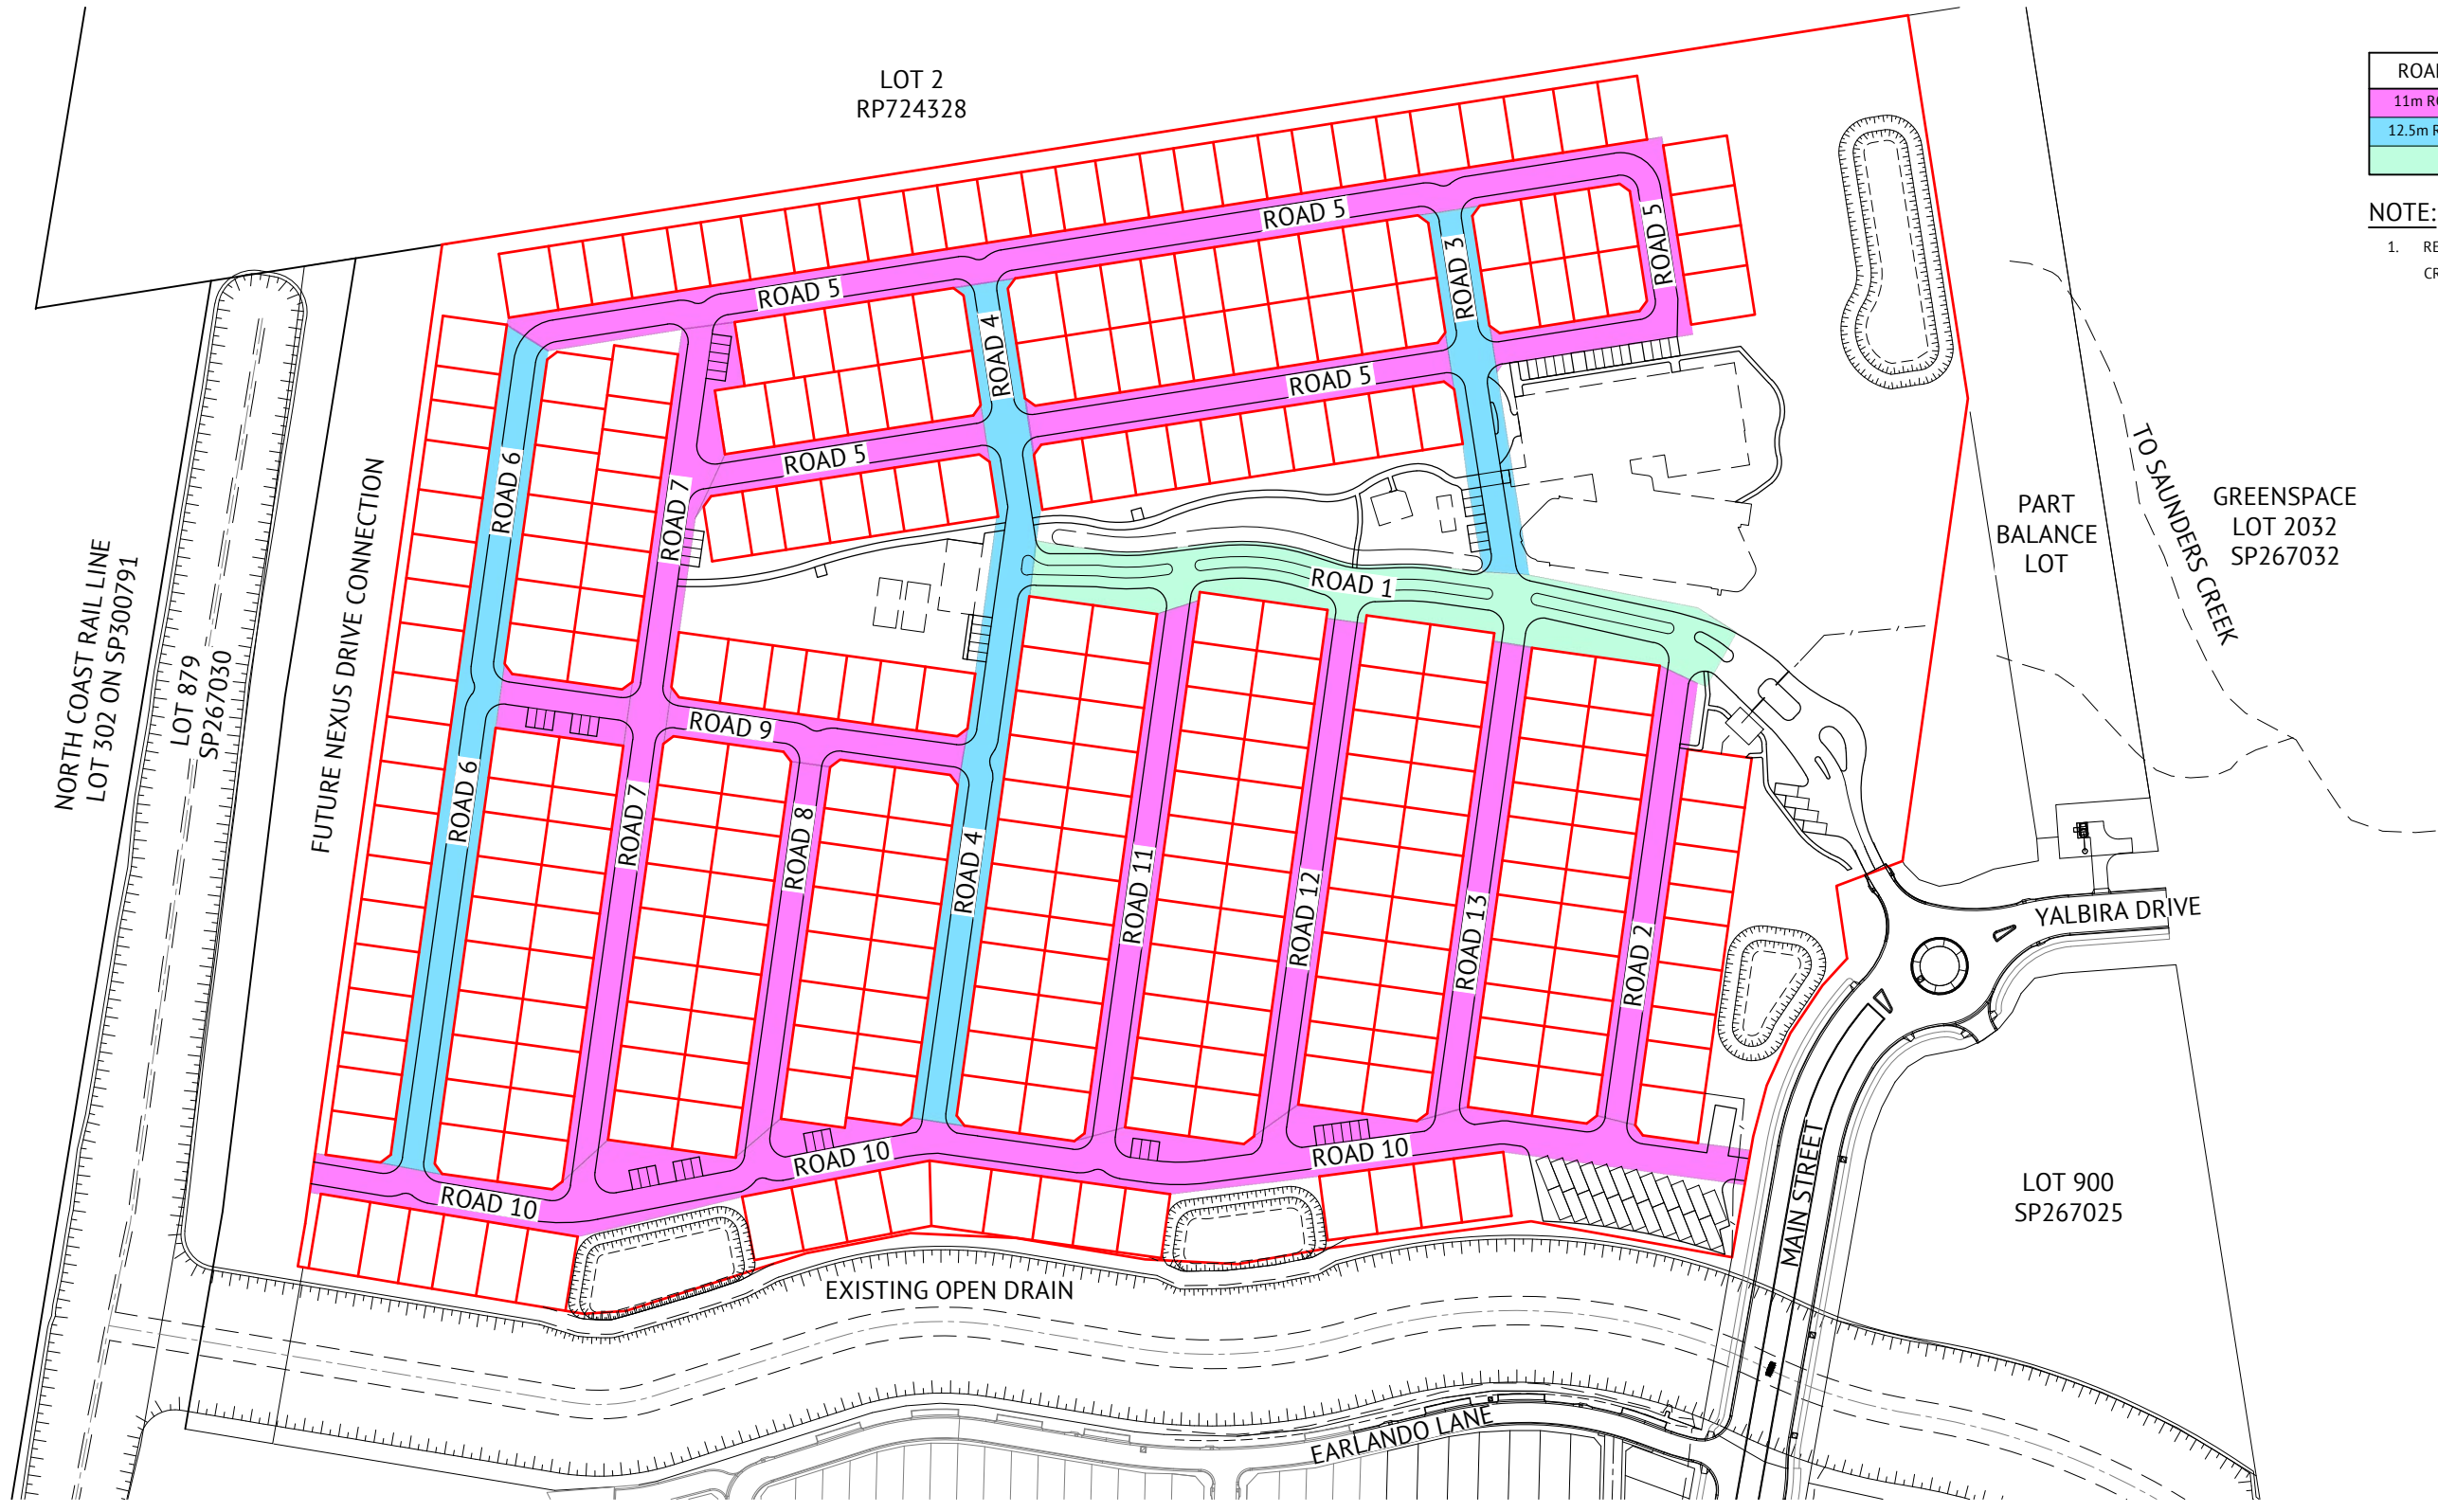 LOT 2
RP724328
11m
12.5m
NOTE:
1.
ROAD 5
ROAD 5
ROAD 3
ROAD 5
ROAD 4
ROAD 5
ROAD 5
ROAD 6
ROAD 7
ROAD 1
TO SAUNDERS CREEK
PART
BALANCE
LOT
GREENSPACE
LOT 2032
SP267032
NORTH COAST RAIL LINE
LOT 302 ON SP300791
LOT 879
SP267030
FUTURE NEXUS DRIVE CONNECTION
ROAD 9
ROAD 6
ROAD 7
ROAD 8
ROAD 4
ROAD 11
ROAD 12
ROAD 13
ROAD 2
YALBIRA DRIVE
ROAD 10
ROAD 10
ROAD 10
MAIN STREET
LOT 900
SP267025
EXISTING OPEN DRAIN
EARLANDO LANE